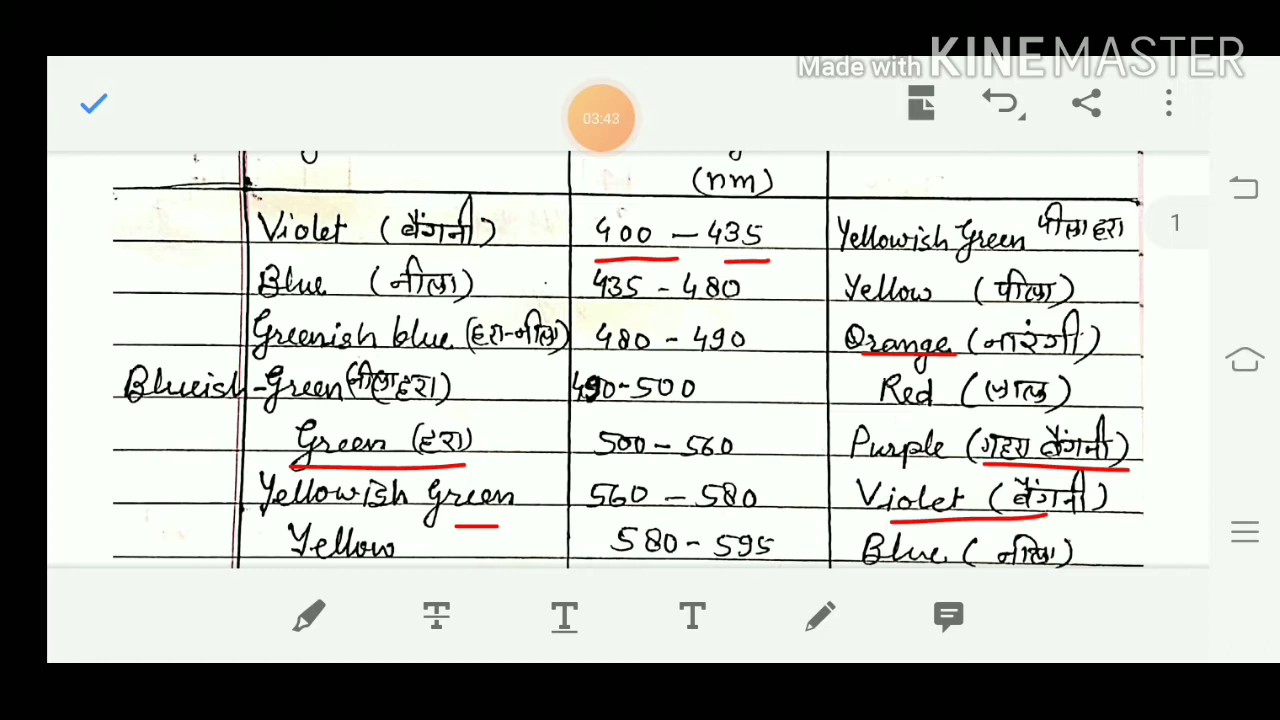 Made with KINEMASTER
03:43
(nm)
Violet (बैंगनी) 400 - 435 Yellowish Green पीला हरा
1
Blue (नीला) 435 - 480 Yellow (पीला)
Greenish blue (हरा-नीला) 480 - 490 Orange (नारंगी)
Blueish-Green (नीला हरा) 490-500 Red (लाल)
Green (हरा) 500-560 Purple (गहरा बैंगनी)
Yellowish Green 560 - 580 Violet (बैंगनी)
Yellow 580 - 595 Blue (नीला)
T T T